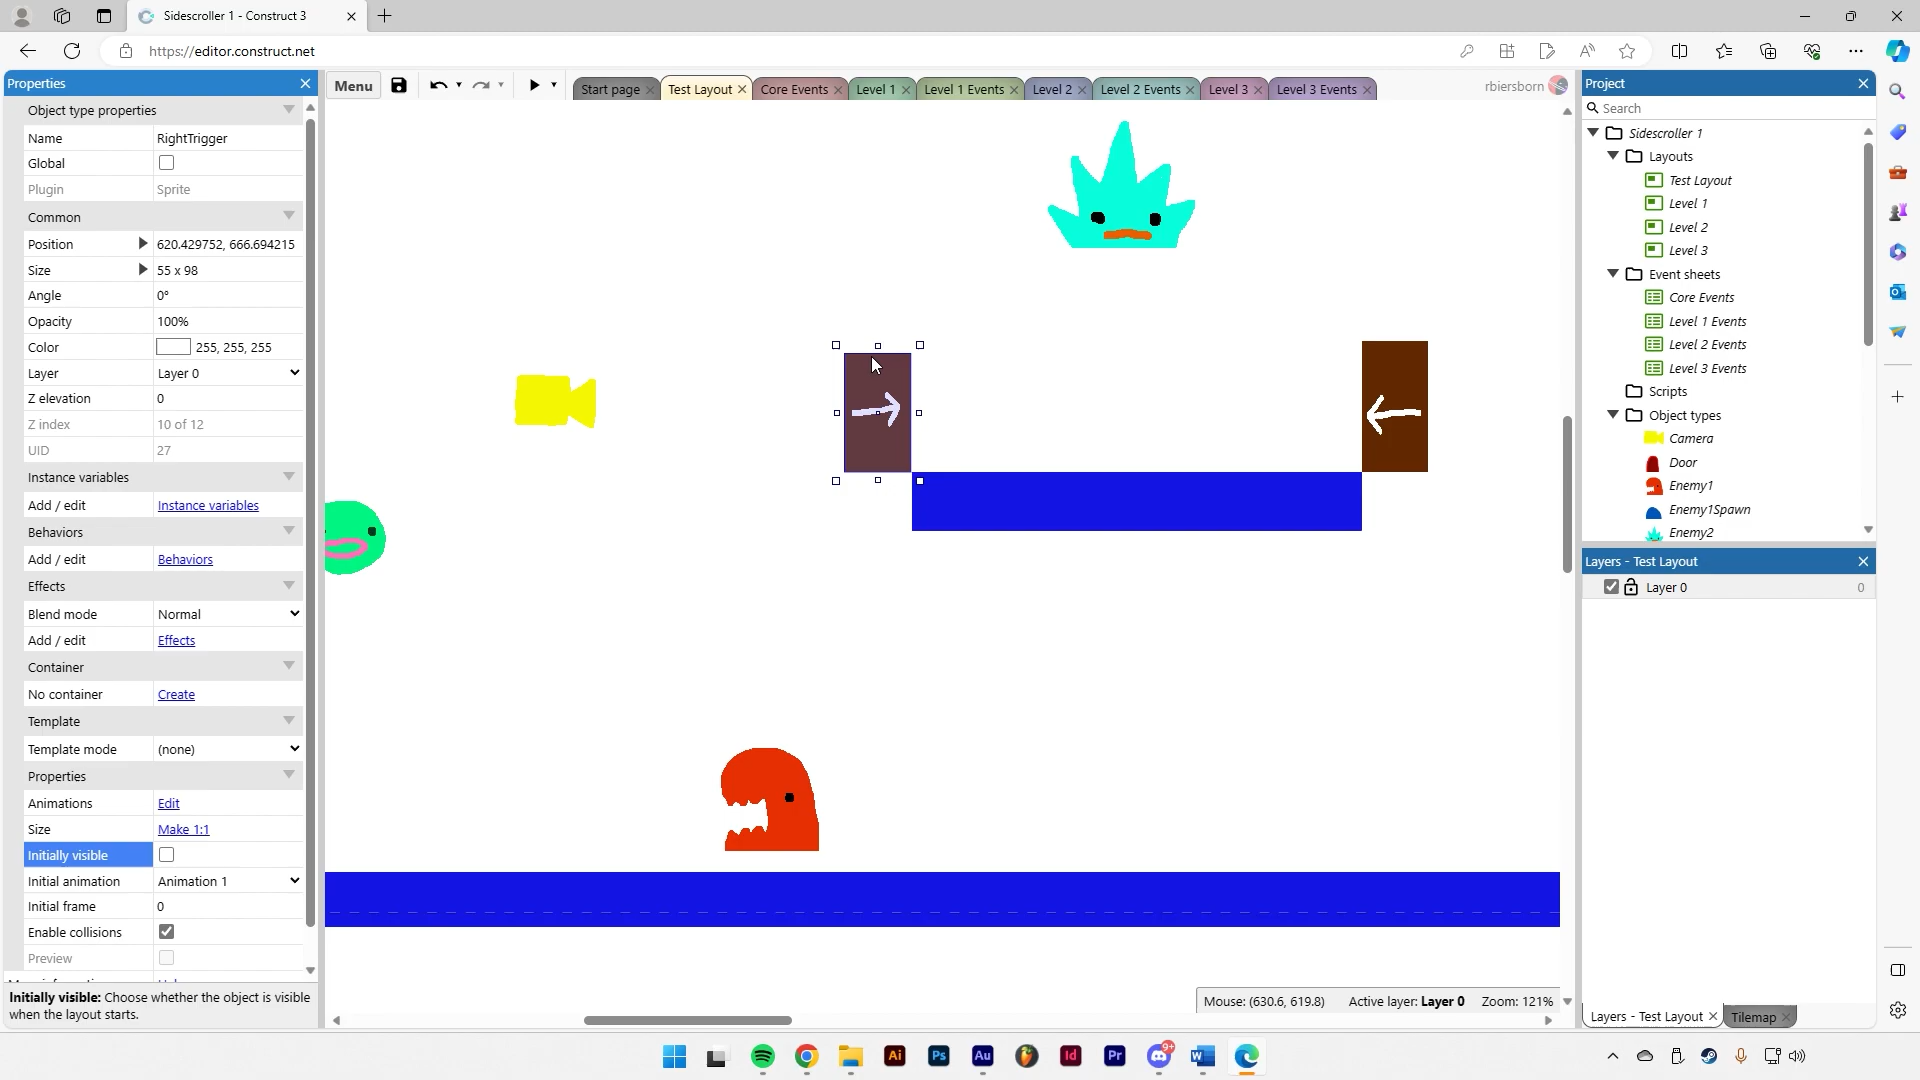 Sidescroller 1 - Construct 3
https://editor.construct.net
Properties
Object type properties
Name RightTrigger
Global
Plugin Sprite
Common
Position 620.429752, 666.694215
Size 55 x 98
Angle 0°
Opacity 100%
Color 255, 255, 255
Layer Layer 0
Z elevation 0
Z index 10 of 12
UID 27
Instance variables
Add / edit Instance variables
Behaviors
Add / edit Behaviors
Effects
Blend mode Normal
Add / edit Effects
Container
No container Create
Template
Template mode (none)
Properties
Animations Edit
Size Make 1:1
Initially visible
Initial animation Animation 1
Initial frame 0
Enable collisions
Preview
Initially visible: Choose whether the object is visible
when the layout starts.
Menu
Start page
Test Layout
Core Events
Level 1
Level 1 Events
Level 2
Level 2 Events
Level 3
Level 3 Events
rbiersborn
Mouse: (630.6, 619.8) Active layer: Layer 0 Zoom: 121%
Project
Search
Sidescroller 1
Layouts
Test Layout
Level 1
Level 2
Level 3
Event sheets
Core Events
Level 1 Events
Level 2 Events
Level 3 Events
Scripts
Object types
Camera
Door
Enemy1
Enemy1Spawn
Enemy2
Layers - Test Layout
Layer 0 0
Layers - Test Layout
Tilemap
Ai
Ps
Au
Id
Pr
9+